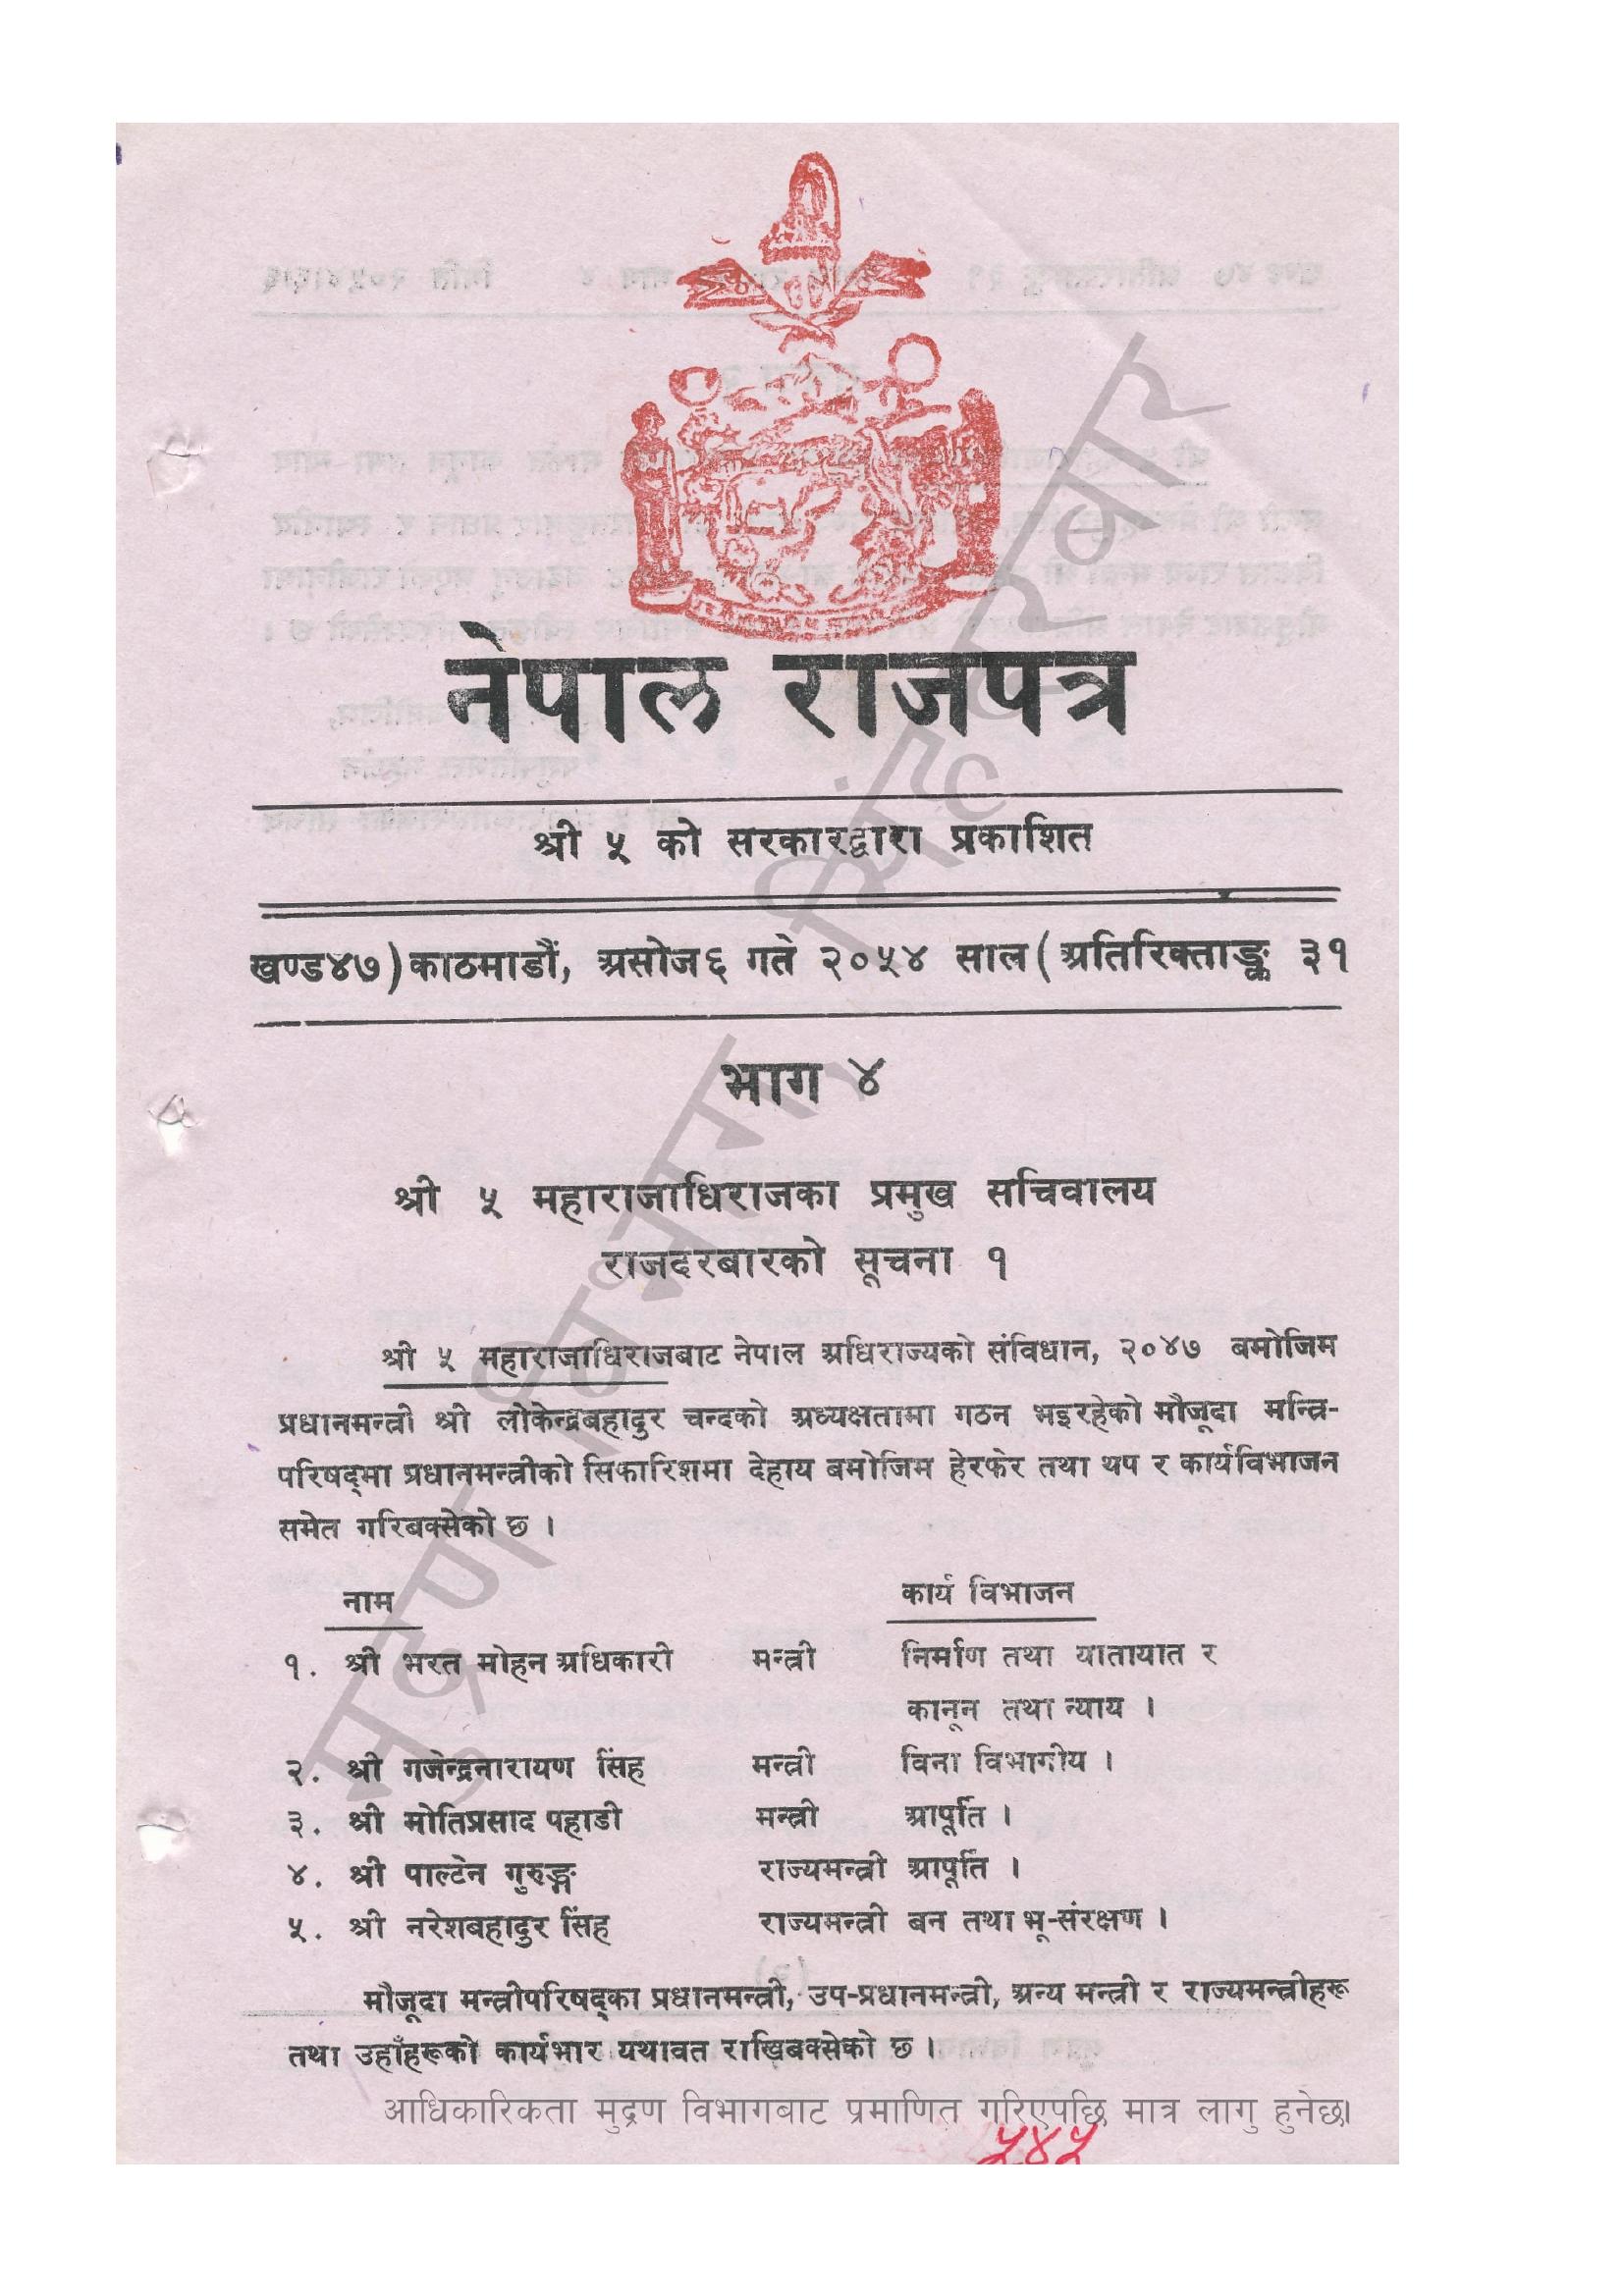 नेपाल राजपत्र
श्री ५ को सरकारद्वारा प्रकाशित
खण्ड४७) काठमाडौं, असोज ६ गते २०५४ साल (अतिरिक्ताङ्क ३१
भाग ४
श्री ५ महाराजाधिराजका प्रमुख सचिवालय
राजदरबारको सूचना १
श्री ५ महाराजाधिराजबाट नेपाल अधिराज्यको संविधान, २०४७ बमोजिम
प्रधानमन्त्री श्री लोकेन्द्रबहादुर चन्दको अध्यक्षतामा गठन भइरहेको मौजूदा मन्त्रि-
परिषद्‌मा प्रधानमन्त्रीको सिफारिशमा देहाय बमोजिम हेरफेर तथा थप र कार्यविभाजन
समेत गरिबक्सेको छ ।
नाम कार्य विभाजन
१. श्री भरत मोहन अधिकारी मन्त्री निर्माण तथा यातायात र
कानून तथा न्याय ।
२. श्री गजेन्द्रनारायण सिंह मन्त्री विना विभागीय ।
३. श्री मोतिप्रसाद पहाडी मन्त्री आपूर्ति ।
४. श्री पाल्टेन गुरुङ्ग राज्यमन्त्री आपूर्ति ।
५. श्री नरेशबहादुर सिंह राज्यमन्त्री बन तथा भू-संरक्षण ।
मौजूदा मन्त्रीपरिषद्‌का प्रधानमन्त्री, उप-प्रधानमन्त्री, अन्य मन्त्री र राज्यमन्त्रीहरू
तथा उहाँहरूको कार्यभार यथावत राखिबक्सेको छ ।
आधिकारिकता मुद्रण विभागबाट प्रमाणित गरिएपछि मात्र लागु हुनेछ।
५४५
मुद्रण विभाग, सिंहदरबार